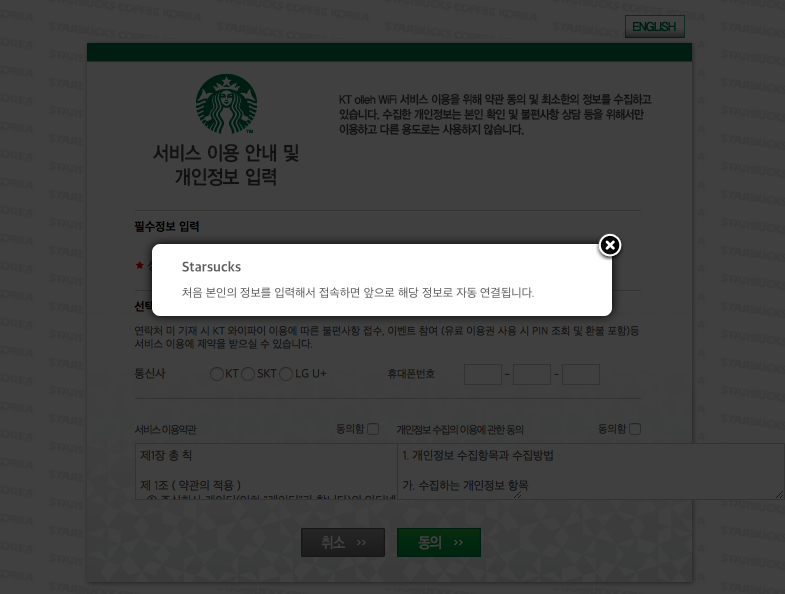 ENGLISH
KT olleh WiFi 서비스 이용을 위해 약관 동의 및 최소한의 정보를 수집하고
있습니다. 수집한 개인정보는 본인 확인 및 불편사항 상담 등을 위해서만
이용하고 다른 용도로는 사용하지 않습니다.
서비스 이용 안내 및
개인정보 입력
필수정보 입력
Starsucks
처음 본인의 정보를 입력해서 접속하면 앞으로 해당 정보로 자동 연결됩니다.
연락처 미 기재 시 KT 와이파이 이용에 따른 불편사항 접수, 이벤트 참여 (유료 이용권 사용 시 PIN 조회 및 환불 포함)등
서비스 이용에 제약을 받으실 수 있습니다.
통신사 KT SKT LG U+ 휴대폰번호 - -
서비스 이용약관 동의함 개인정보 수집의 이용에 관한 동의 동의함
제1장 총 칙
제 1조 ( 약관의 적용 )
1. 개인정보 수집항목과 수집방법
가. 수집하는 개인정보 항목
취소 >>
동의 >>